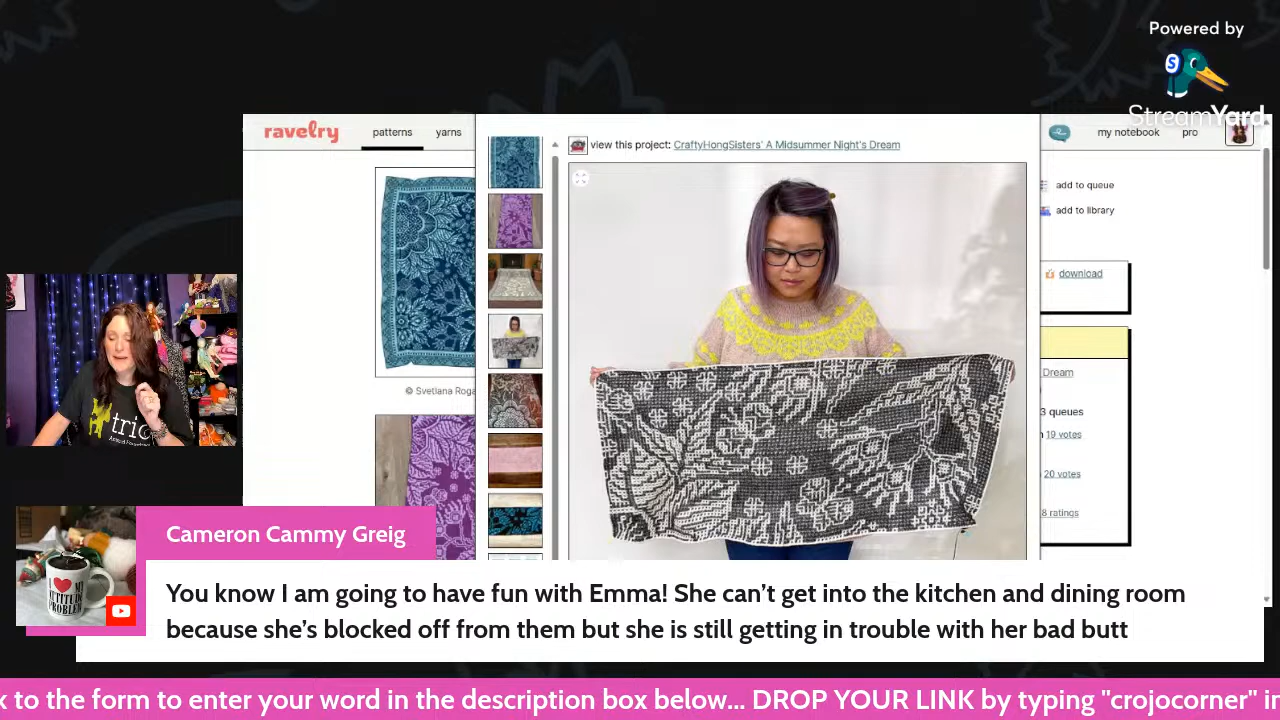 Powered by
StreamYard
ravelry
patterns
yarns
my notebook
pro
view this project: CraftyHongSisters' A Midsummer Night's Dream
add to queue
add to library
download
Dream
3 queues
19 votes
20 votes
8 ratings
© Svetlana Roga
I
MY
ATTITUDE
PROBLEM
Cameron Cammy Greig
You know I am going to have fun with Emma! She can’t get into the kitchen and dining room
because she’s blocked off from them but she is still getting in trouble with her bad butt
k to the form to enter your word in the description box below... DROP YOUR LINK by typing "crojocorner" in